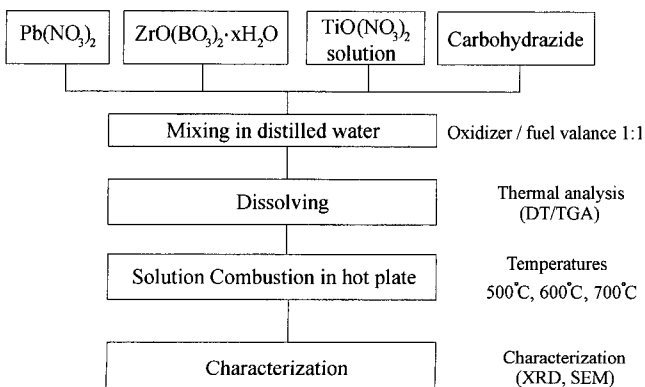 Pb(NO₃)₂
ZrO(BO₃)₂·xH₂O
TiO(NO₃)₂
solution
Carbohydrazide
Mixing in distilled water
Oxidizer / fuel valance 1:1
Dissolving
Thermal analysis
(DT/TGA)
Solution Combustion in hot plate
Temperatures
500°C, 600°C, 700°C
Characterization
Characterization
(XRD, SEM)